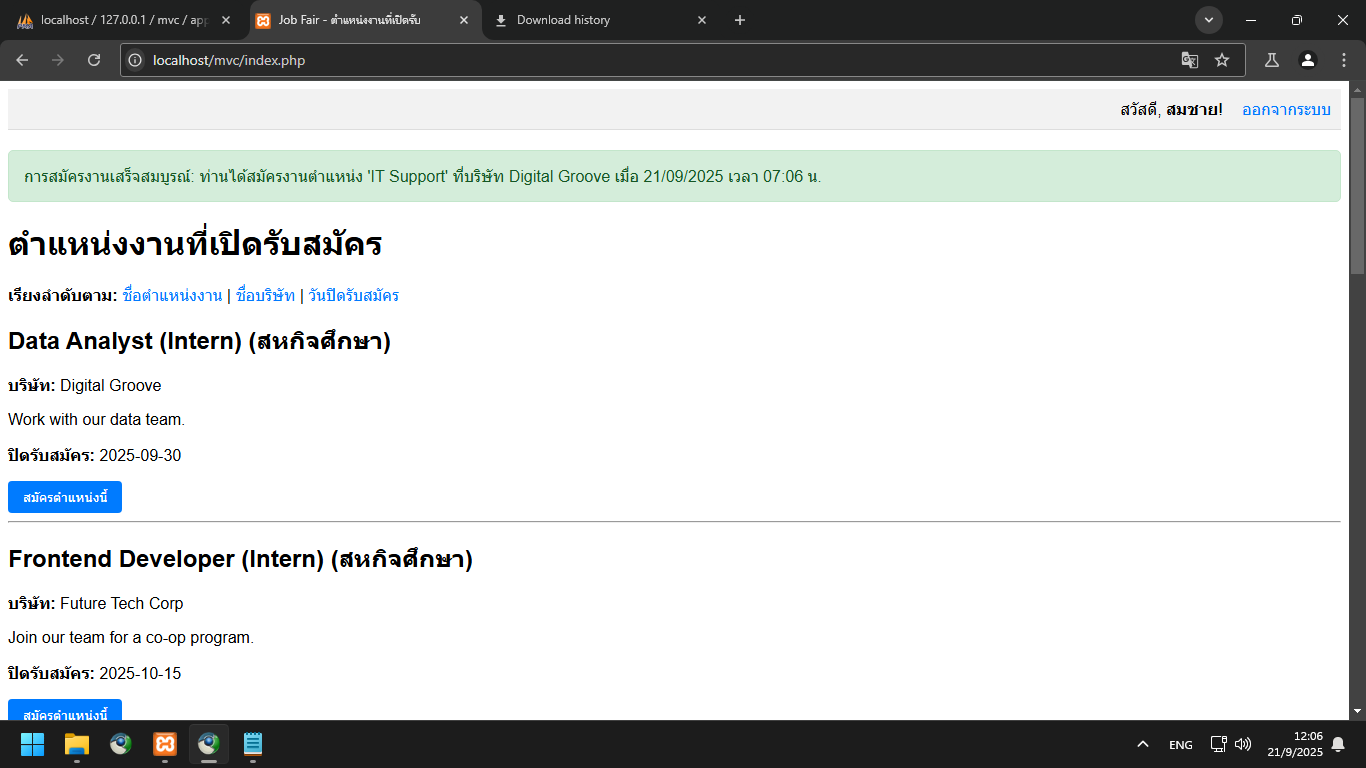 localhost / 127.0.0.1 / mvc / app
Job Fair - ตำแหน่งงานที่เปิดรับ
Download history
localhost/mvc/index.php
สวัสดี, สมชาย! ออกจากระบบ
การสมัครงานเสร็จสมบูรณ์: ท่านได้สมัครงานตำแหน่ง 'IT Support' ที่บริษัท Digital Groove เมื่อ 21/09/2025 เวลา 07:06 น.
ตำแหน่งงานที่เปิดรับสมัคร
เรียงลำดับตาม: ชื่อตำแหน่งงาน | ชื่อบริษัท | วันปิดรับสมัคร
Data Analyst (Intern) (สหกิจศึกษา)
บริษัท: Digital Groove
Work with our data team.
ปิดรับสมัคร: 2025-09-30
สมัครตำแหน่งนี้
Frontend Developer (Intern) (สหกิจศึกษา)
บริษัท: Future Tech Corp
Join our team for a co-op program.
ปิดรับสมัคร: 2025-10-15
สมัครตำแหน่งนี้
ENG
12:06
21/9/2025